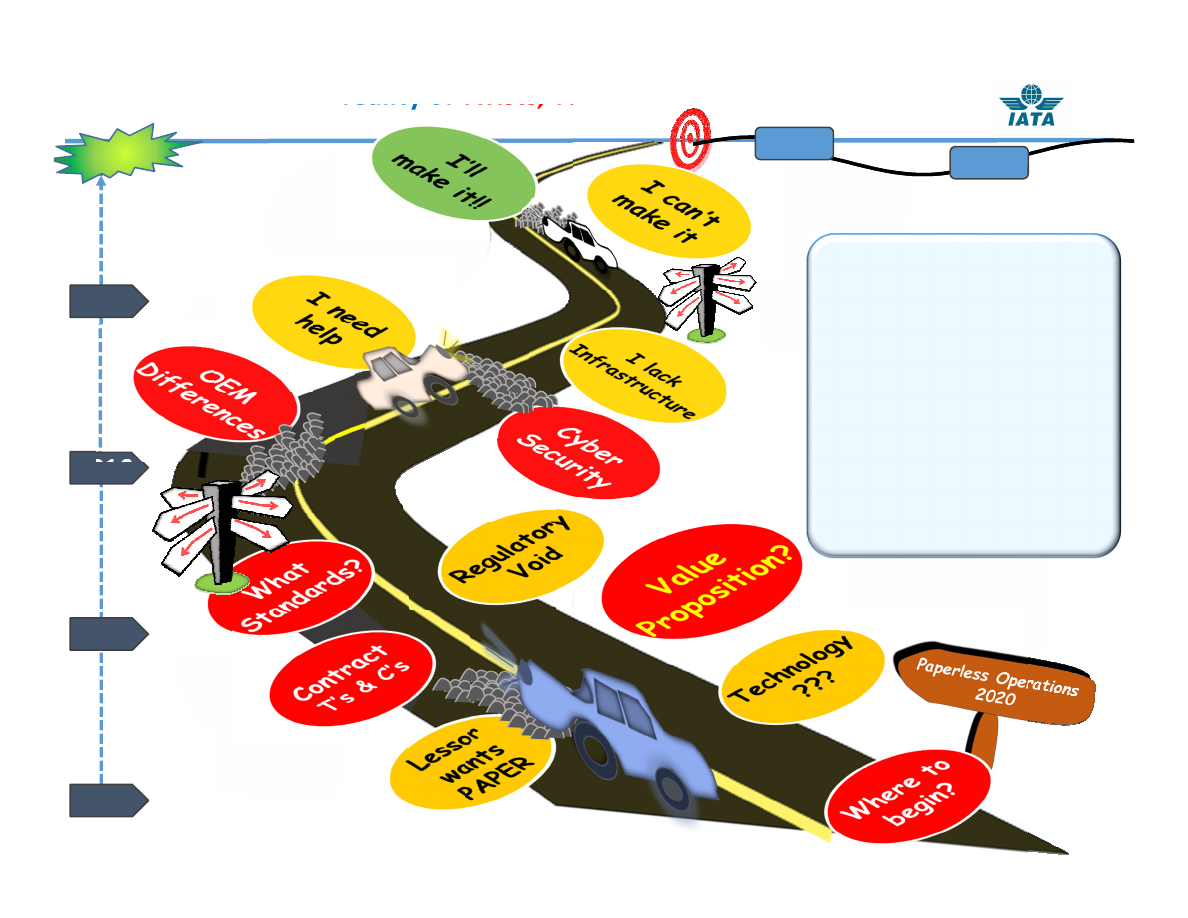 IATA
I'll
make it!!
I can't
make it
I need
help
I lack
Infrastructure
OEM
Differences
Cyber
Security
Regulatory
Void
Value
Proposition?
What
Standards?
Contract
T's & C's
Technology
???
Paperless Operations
2020
Lessor
wants
PAPER
Where to
begin?